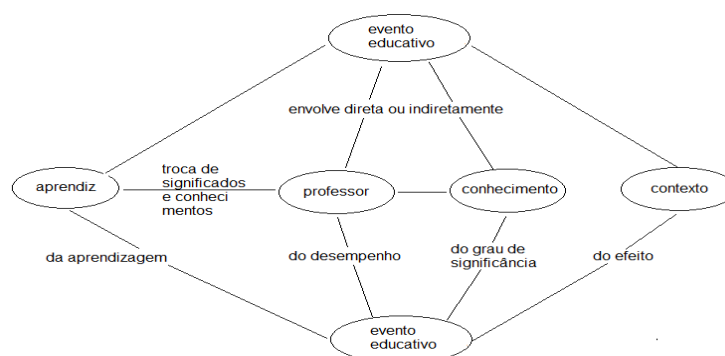 evento
educativo
envolve direta ou indiretamente
troca de
significados
e conheci
mentos
aprendiz
professor
conhecimento
contexto
da aprendizagem
do desempenho
do grau de
significância
do efeito
evento
educativo